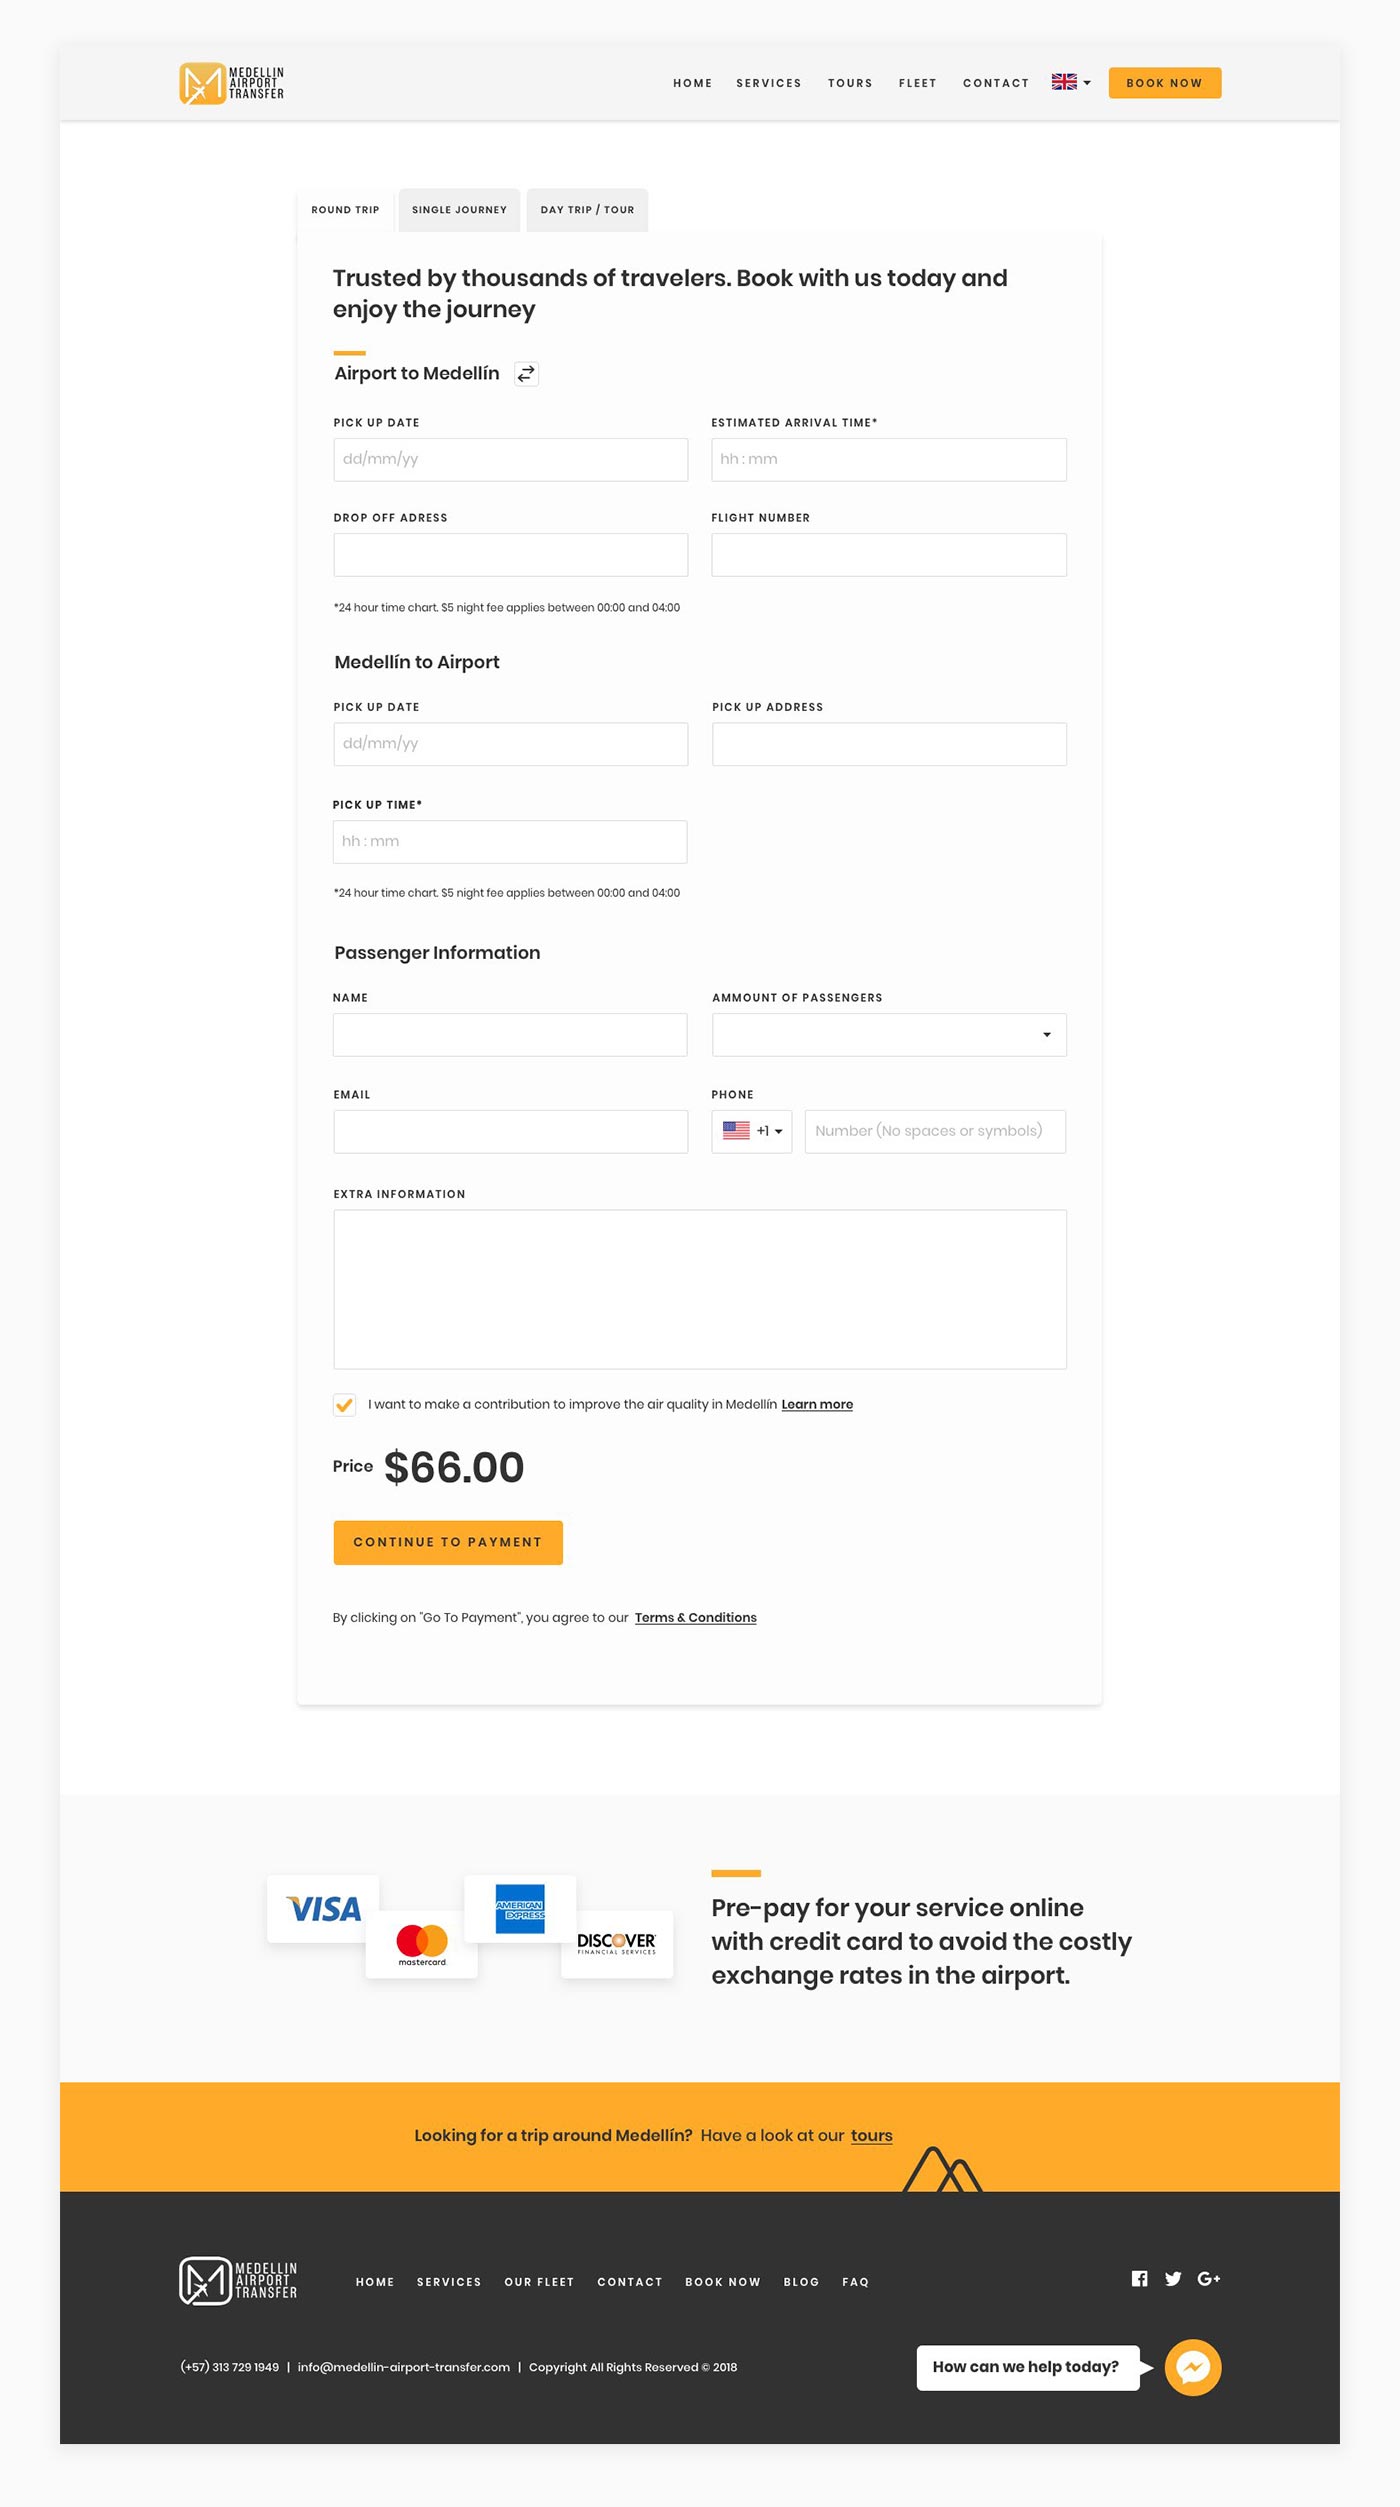 MEDELLIN
AIRPORT
TRANSFER
HOME SERVICES TOURS FLEET CONTACT BOOK NOW
ROUND TRIP SINGLE JOURNEY DAY TRIP / TOUR
Trusted by thousands of travelers. Book with us today and
enjoy the journey
Airport to Medellín
PICK UP DATE ESTIMATED ARRIVAL TIME*
dd/mm/yy hh : mm
DROP OFF ADRESS FLIGHT NUMBER
*24 hour time chart. $5 night fee applies between 00:00 and 04:00
Medellín to Airport
PICK UP DATE PICK UP ADDRESS
dd/mm/yy
PICK UP TIME*
hh : mm
*24 hour time chart. $5 night fee applies between 00:00 and 04:00
Passenger Information
NAME AMMOUNT OF PASSENGERS
EMAIL PHONE
+1 Number (No spaces or symbols)
EXTRA INFORMATION
I want to make a contribution to improve the air quality in Medellín Learn more
Price $66.00
CONTINUE TO PAYMENT
By clicking on "Go To Payment", you agree to our Terms & Conditions
VISA
mastercard
AMERICAN
EXPRESS
DISCOVER
FINANCIAL SERVICES
Pre-pay for your service online
with credit card to avoid the costly
exchange rates in the airport.
Looking for a trip around Medellín? Have a look at our tours
MEDELLIN
AIRPORT
TRANSFER
HOME SERVICES OUR FLEET CONTACT BOOK NOW BLOG FAQ
G+
(+57) 313 729 1949 | info@medellin-airport-transfer.com | Copyright All Rights Reserved © 2018
How can we help today?